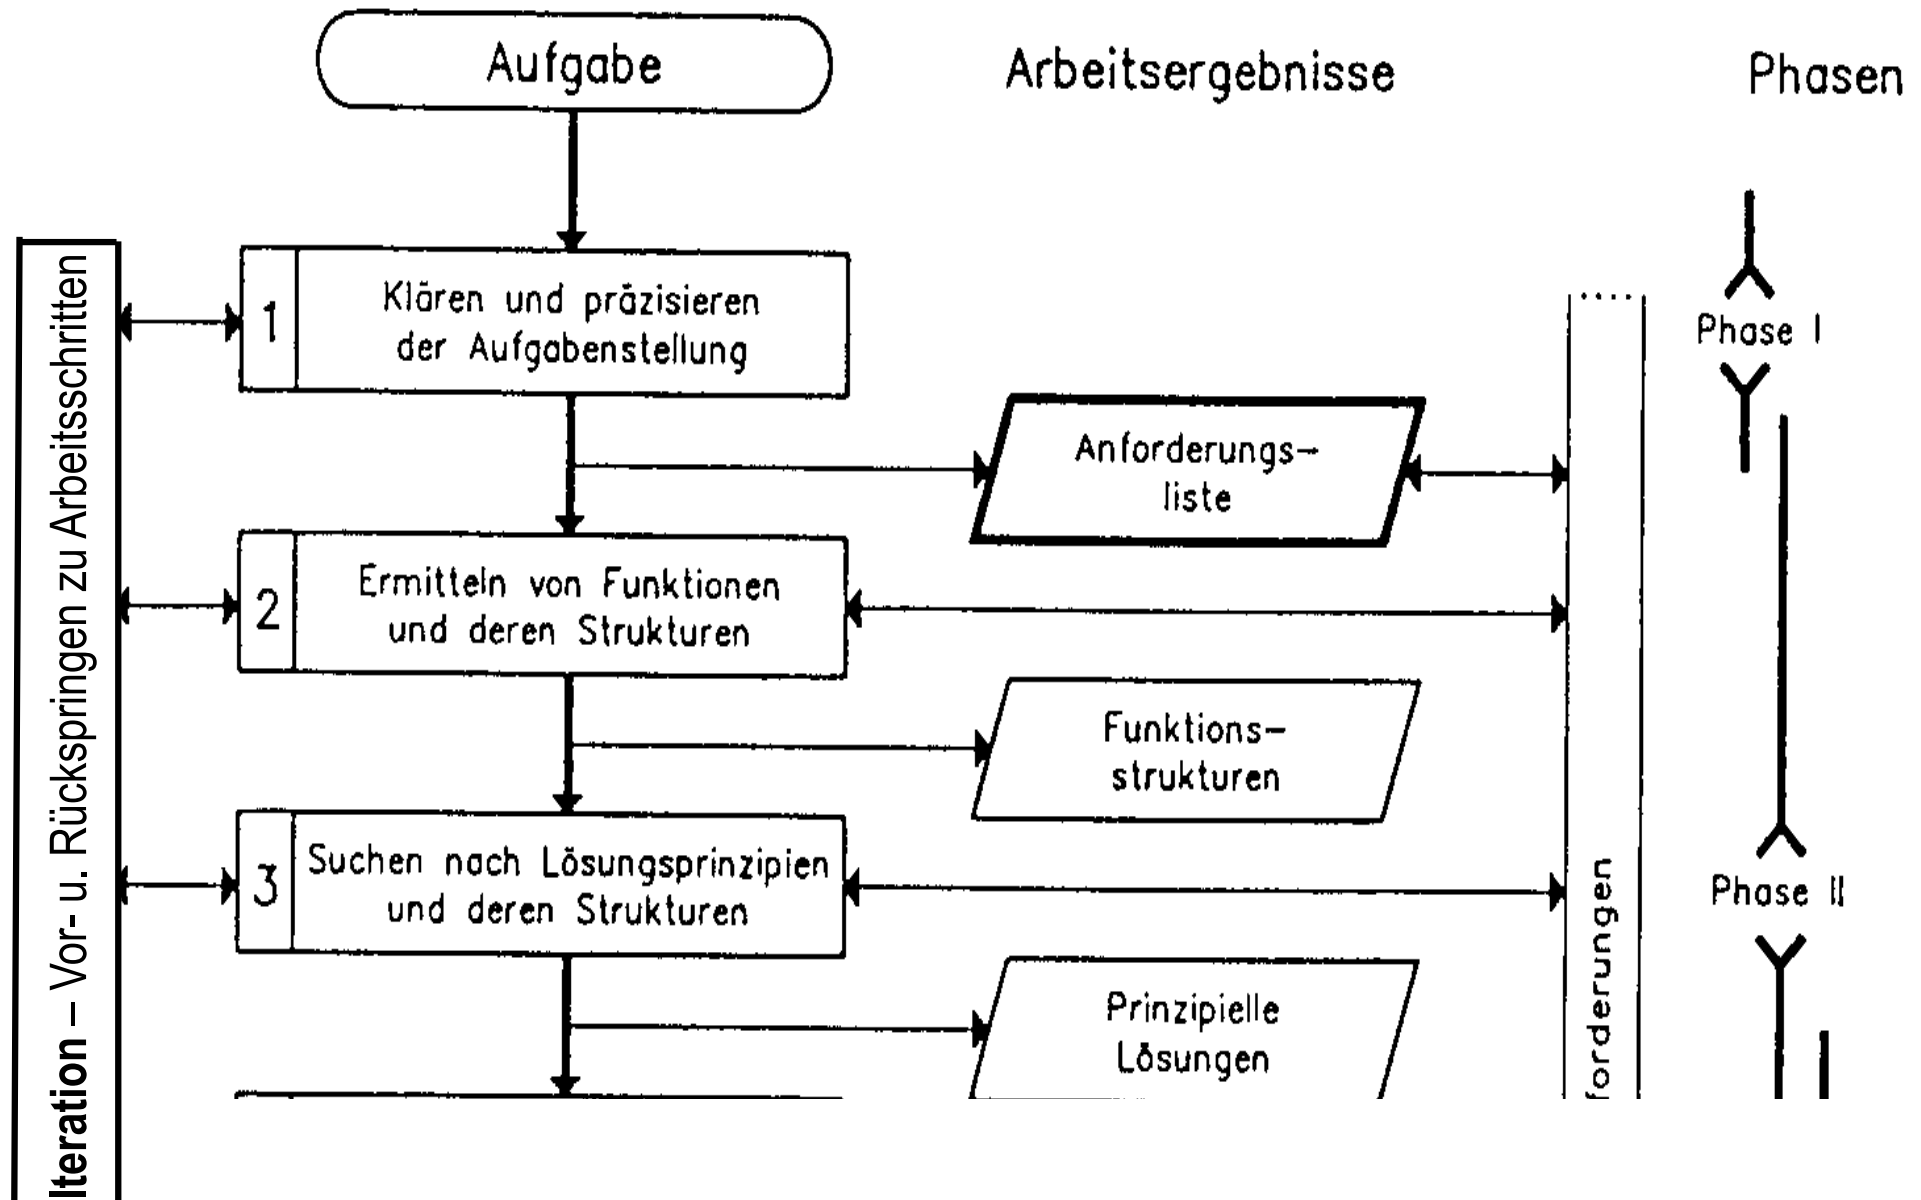 Aufgabe
Arbeitsergebnisse
Phasen
Iteration – Vor- u. Rückspringen zu Arbeitsschritten
1
Klären und präzisieren
der Aufgabenstellung
Phase I
Anforderungs-
liste
2
Ermitteln von Funktionen
und deren Strukturen
Funktions-
strukturen
3
Suchen nach Lösungsprinzipien
und deren Strukturen
Phase II
Prinzipielle
Lösungen
forderungen